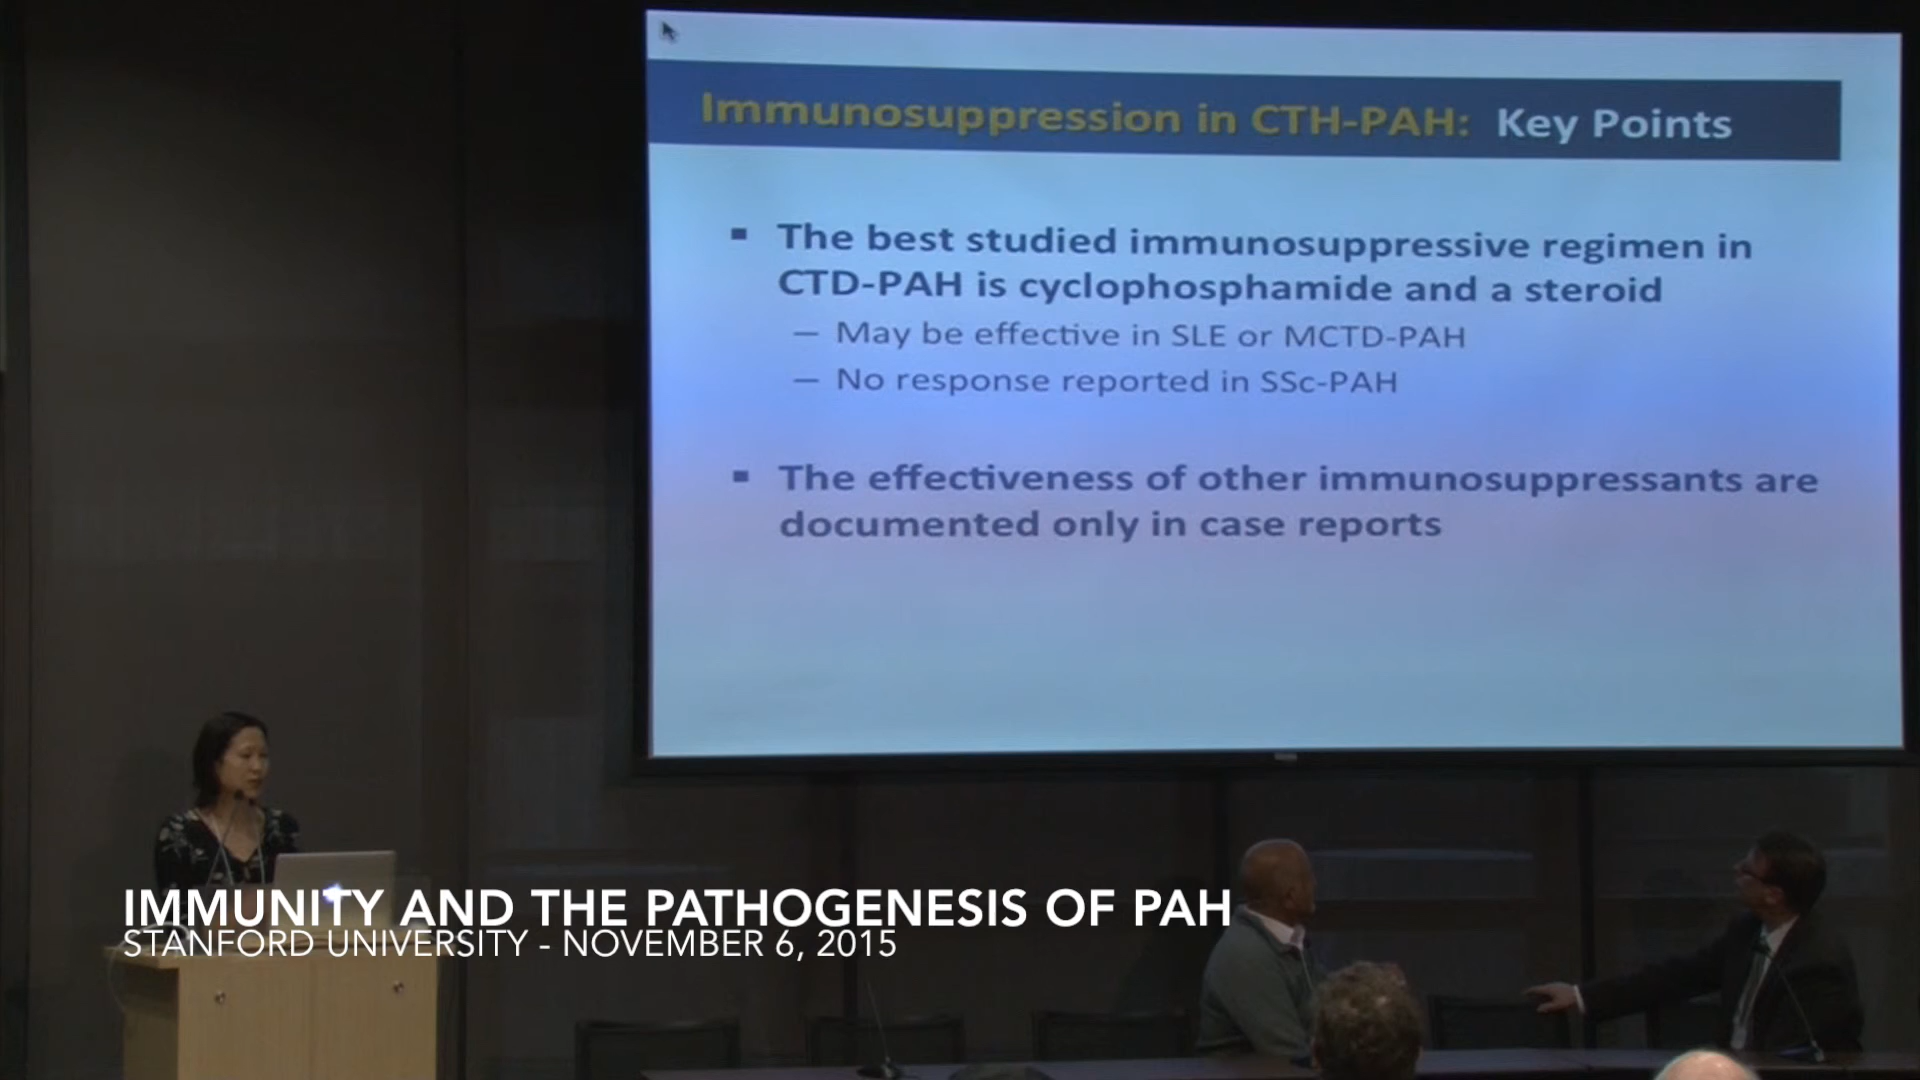 Immunosuppression in CTH-PAH: Key Points
▪ The best studied immunosuppressive regimen in
CTD-PAH is cyclophosphamide and a steroid
– May be effective in SLE or MCTD-PAH
– No response reported in SSc-PAH
▪ The effectiveness of other immunosuppressants are
documented only in case reports
IMMUNITY AND THE PATHOGENESIS OF PAH
STANFORD UNIVERSITY - NOVEMBER 6, 2015